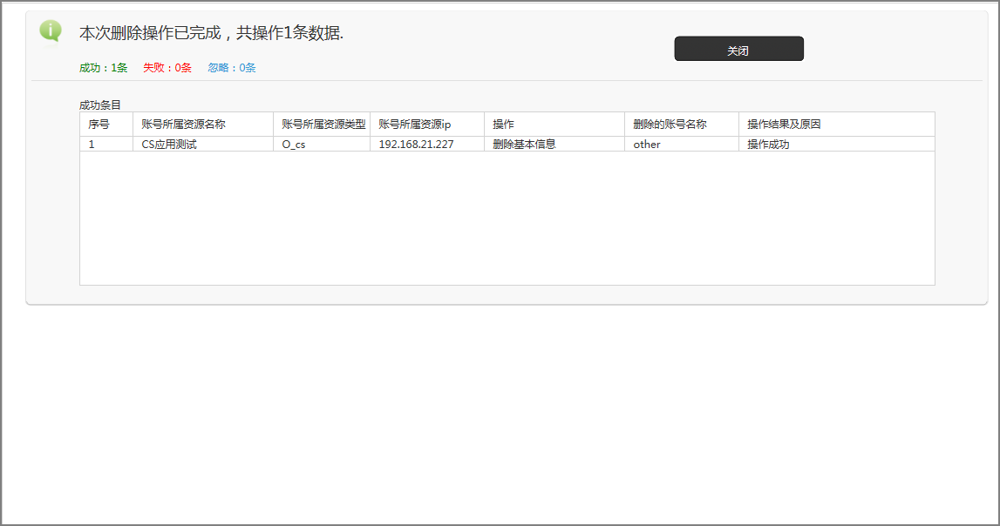 本次删除操作已完成，共操作1条数据.
关闭
成功：1条 失败：0条 忽略：0条
成功条目
序号 账号所属资源名称 账号所属资源类型 账号所属资源ip 操作 删除的账号名称 操作结果及原因
1 CS应用测试 O_cs 192.168.21.227 删除基本信息 other 操作成功